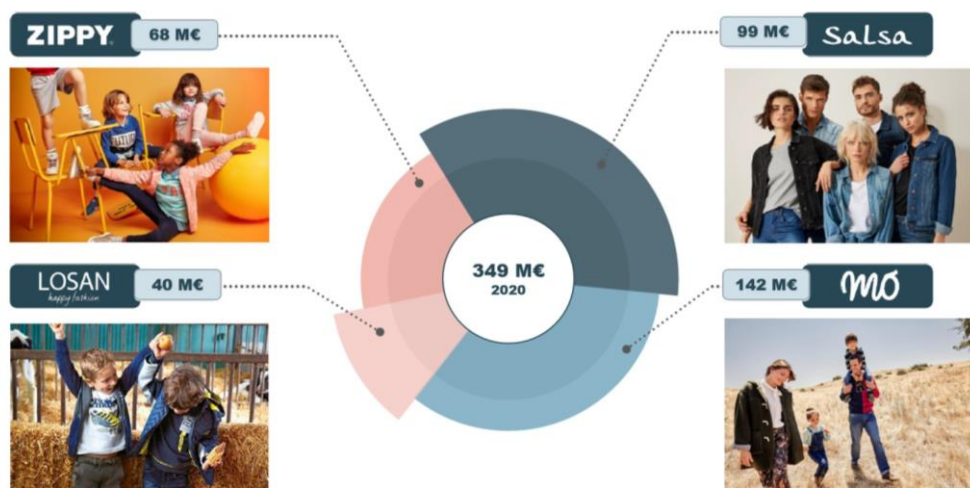 ZIPPY
68 M€
99 M€
Salsa
349 M€
2020
LOSAN
happy fashion
40 M€
142 M€
MO